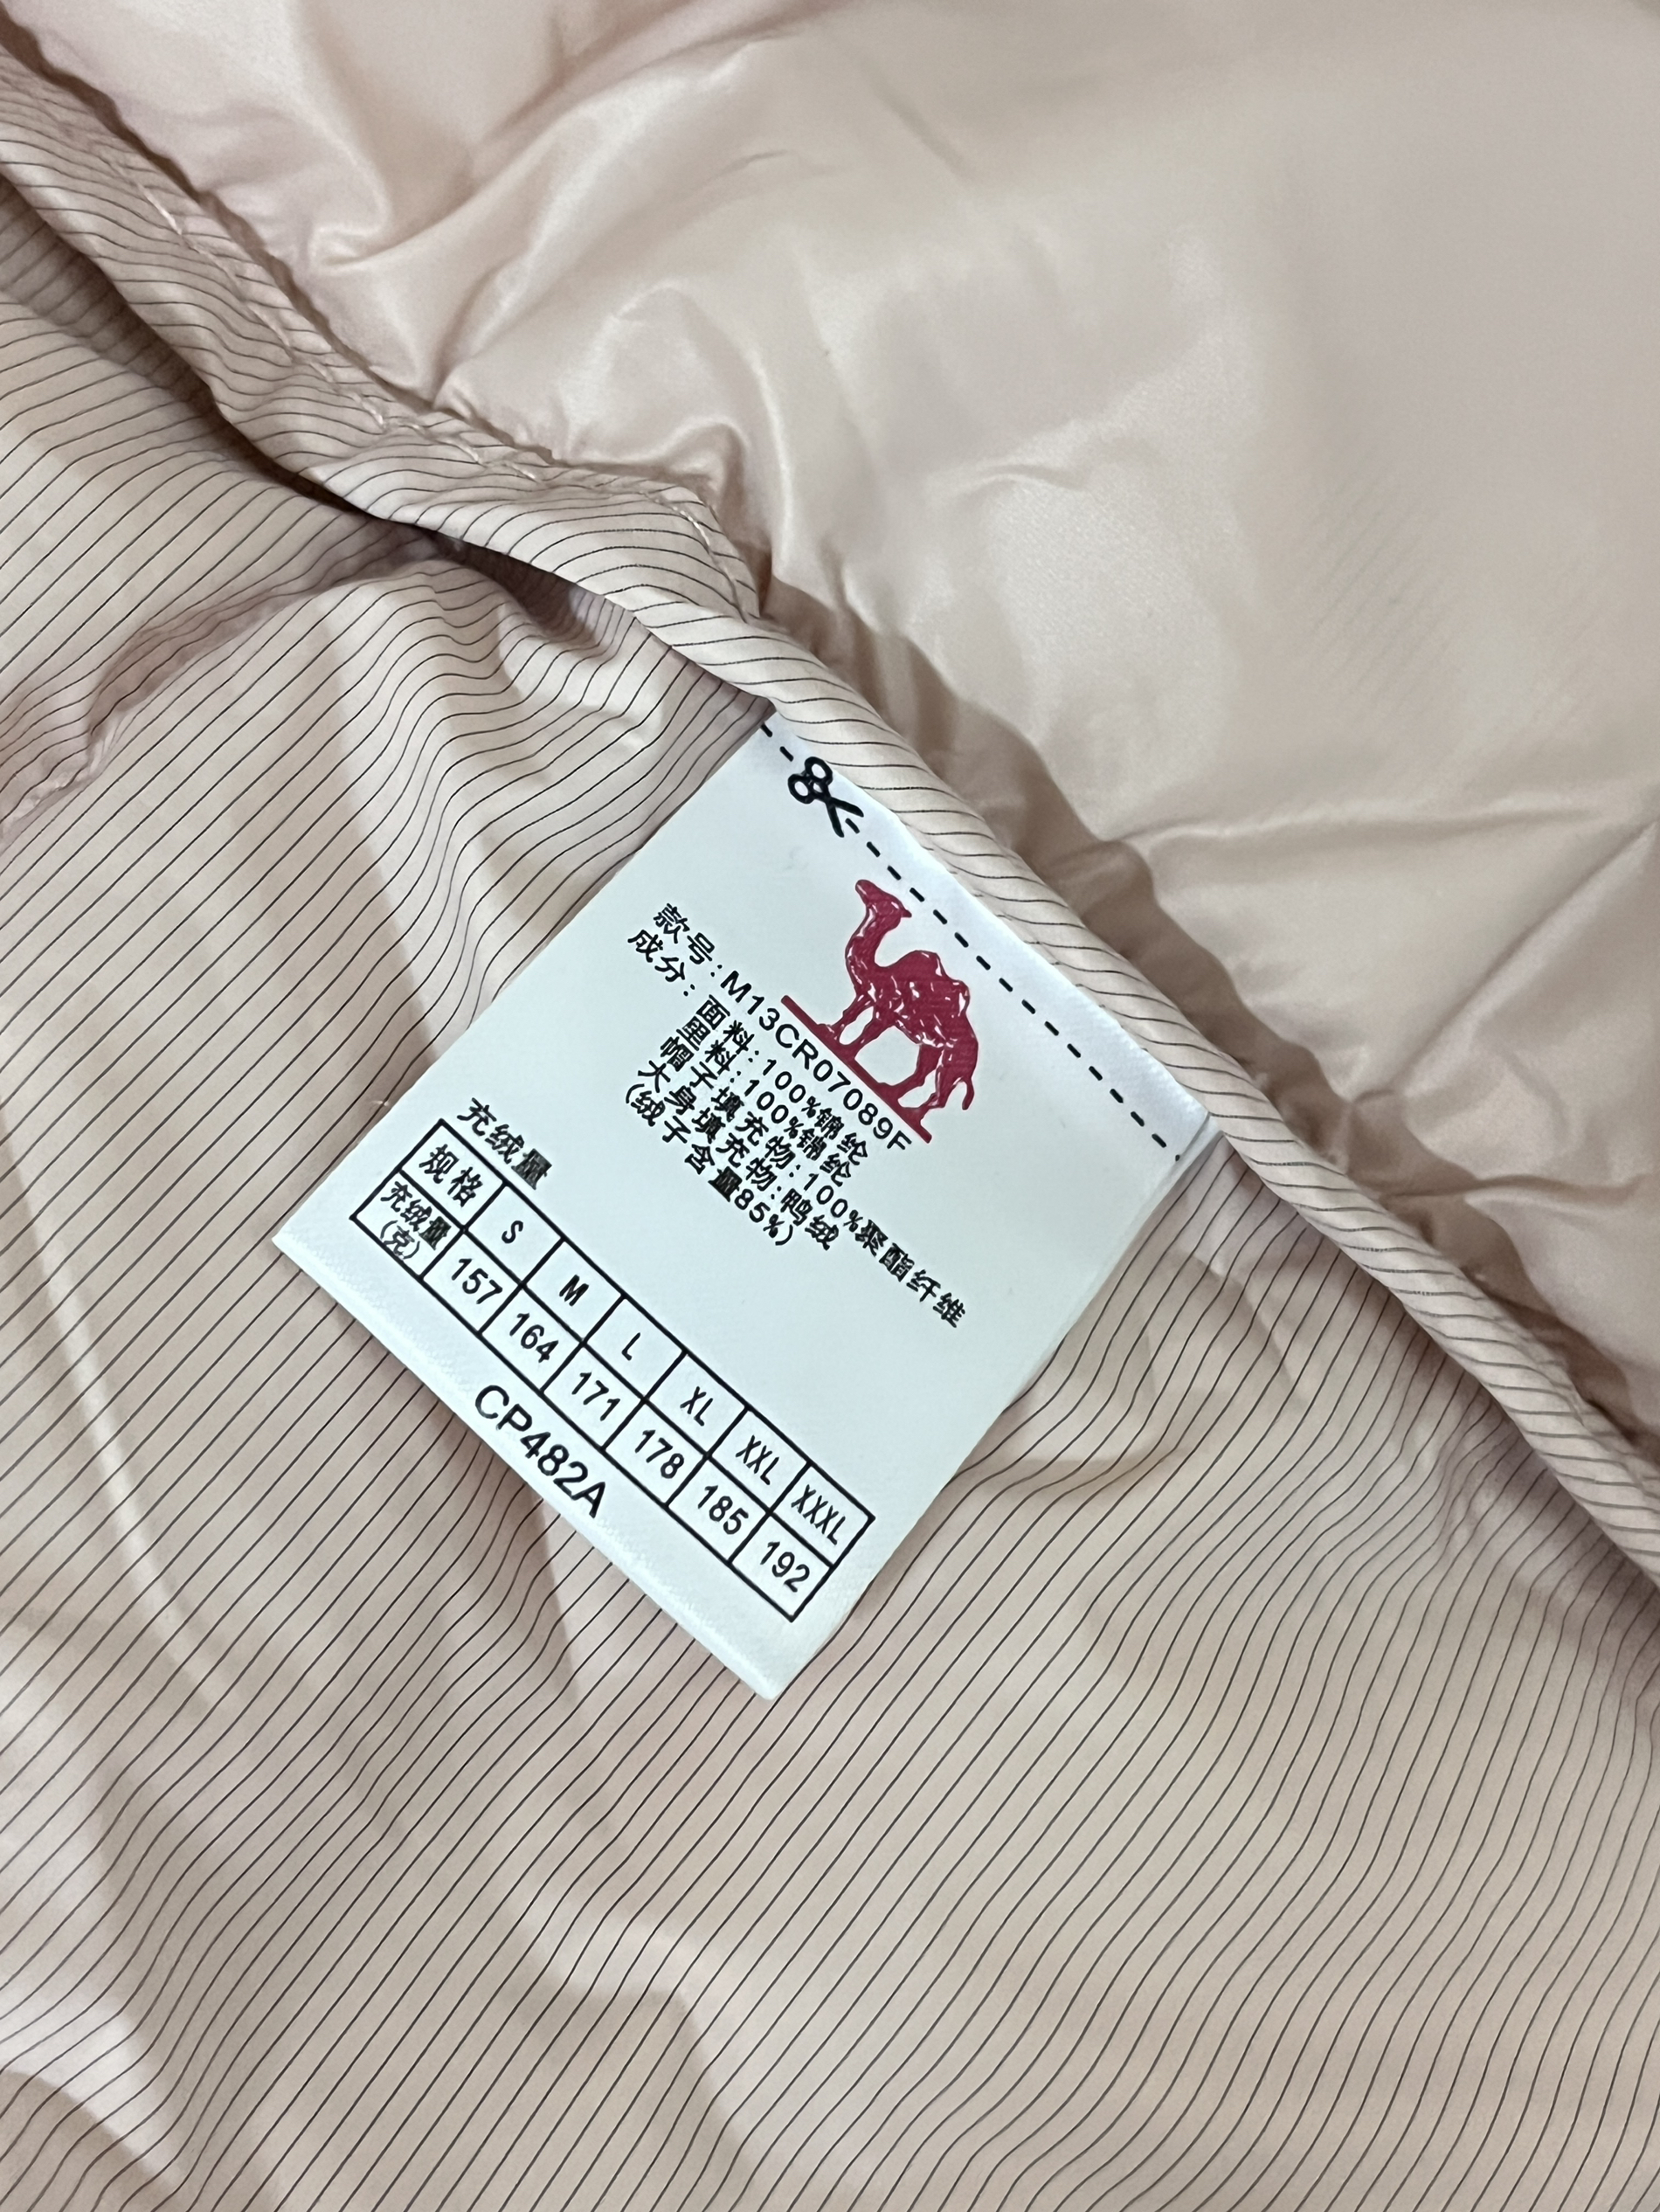 款号:M13CR07089F
成分:面料:100%锦纶
里料:100%锦纶
帽子填充物:100%聚酯纤维
大身填充物:鸭绒
(绒子含量85%)
充绒量
规格 S M L XL XXL XXXL
充绒量(克) 157 164 171 178 185 192
CP482A